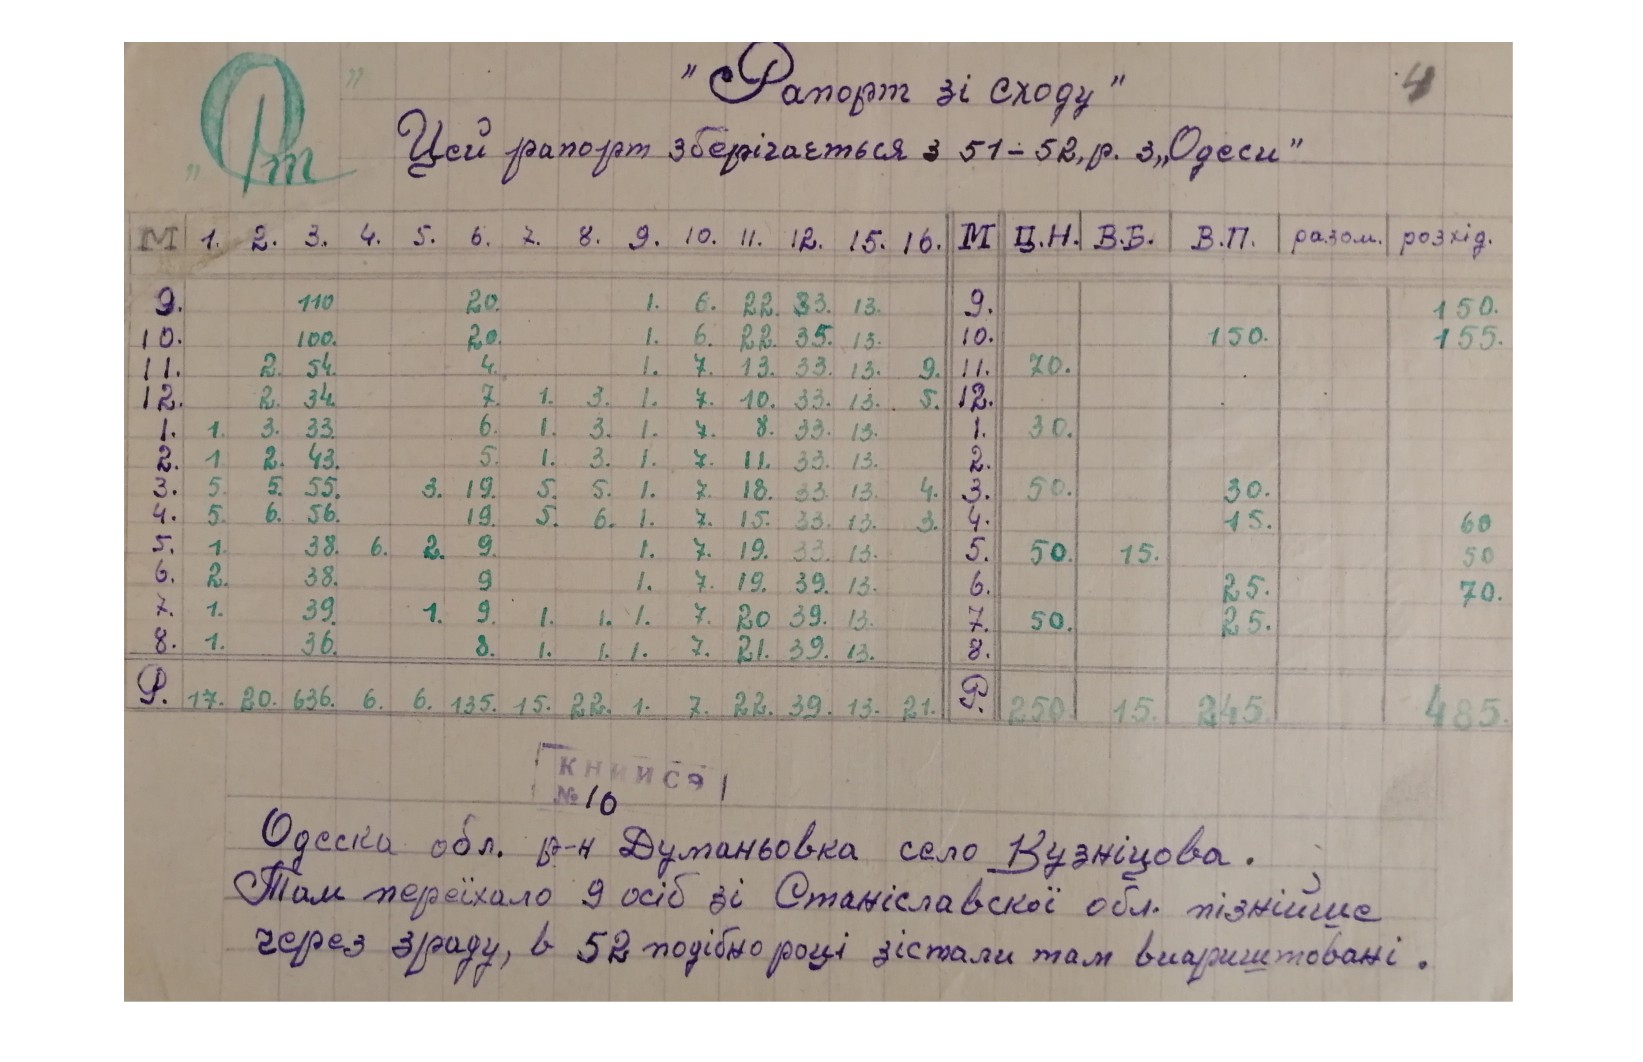 4
„От"
"Рапорт зі сходу"
Цей рапорт зберігається з 51–52, р. з „Одеси"
М 1. 2. 3. 4. 5. 6. 7. 8. 9. 10. 11. 12. 15. 16. М Ц.Н. В.Б. В.П. разом. розхід.
9. 110 20. 1. 6. 22. 33. 13. 9. 150.
10. 100. 20. 1. 6. 22. 35. 13. 10. 150. 155.
11. 2. 54. 4. 1. 7. 13. 33. 13. 9. 11. 70.
12. 2. 34. 7. 1. 3. 1. 7. 10. 33. 13. 5. 12.
1. 1. 3. 33. 6. 1. 3. 1. 7. 8. 33. 13. 1. 30.
2. 1. 2. 43. 5. 1. 3. 1. 7. 11. 33. 13. 2.
3. 5. 5. 55. 3. 19. 5. 5. 1. 7. 18. 33. 13. 4. 3. 50. 30.
4. 5. 6. 56. 19. 5. 6. 1. 7. 15. 33. 13. 3. 4. 15. 60
5. 1. 38. 6. 2. 9. 1. 7. 19. 33. 13. 5. 50. 15. 50
6. 2. 38. 9 1. 7. 19. 39. 13. 6. 25. 70.
7. 1. 39. 1. 9. 1. 1. 1. 7. 20 39. 13. 7. 50. 25.
8. 1. 36. 8. 1. 1. 1. 7. 21. 39. 13. 8.
Р. 17. 20. 636. 6. 6. 135. 15. 22. 1. 7. 22. 39. 13. 21. Р. 250 15. 245 485.
№ 10
Одеска обл. р-н Думаньовка село Кузніцова.
Там переїхало 9 осіб зі Станіславскої обл. пізнійше
через зраду, в 52 подібно році зістали там виариштовані.